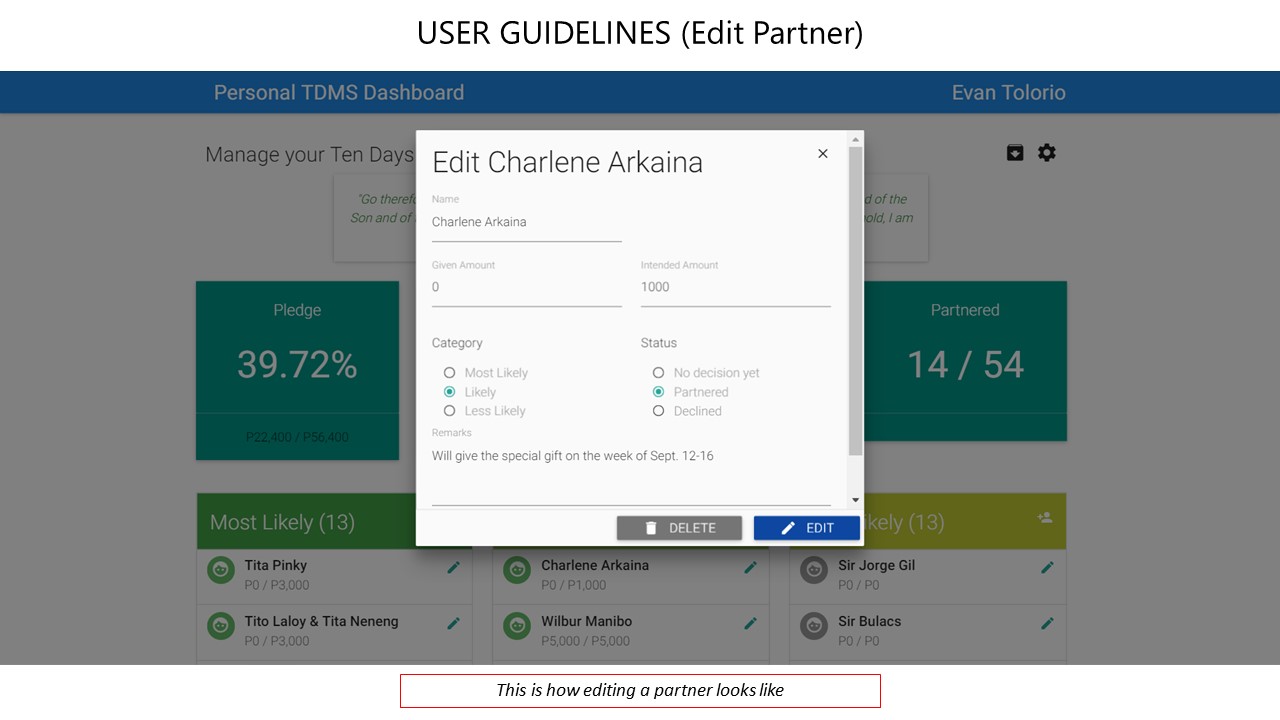 USER GUIDELINES (Edit Partner)
Personal TDMS Dashboard
Evan Tolorio
Manage your Ten Days
"Go theref
d of the
Son and of
old, I am
Edit Charlene Arkaina
Name
Charlene Arkaina
Given Amount
Intended Amount
0
1000
Category
Status
Most Likely
No decision yet
Likely
Partnered
Less Likely
Declined
Remarks
Will give the special gift on the week of Sept. 12-16
DELETE
EDIT
Pledge
39.72%
P22,400 / P56,400
Partnered
14 / 54
Most Likely (13)
Tita Pinky
P0 / P3,000
Tito Laloy & Tita Neneng
P0 / P3,000
Charlene Arkaina
P0 / P1,000
Wilbur Manibo
P5,000 / P5,000
kely (13)
Sir Jorge Gil
P0 / P0
Sir Bulacs
P0 / P0
This is how editing a partner looks like